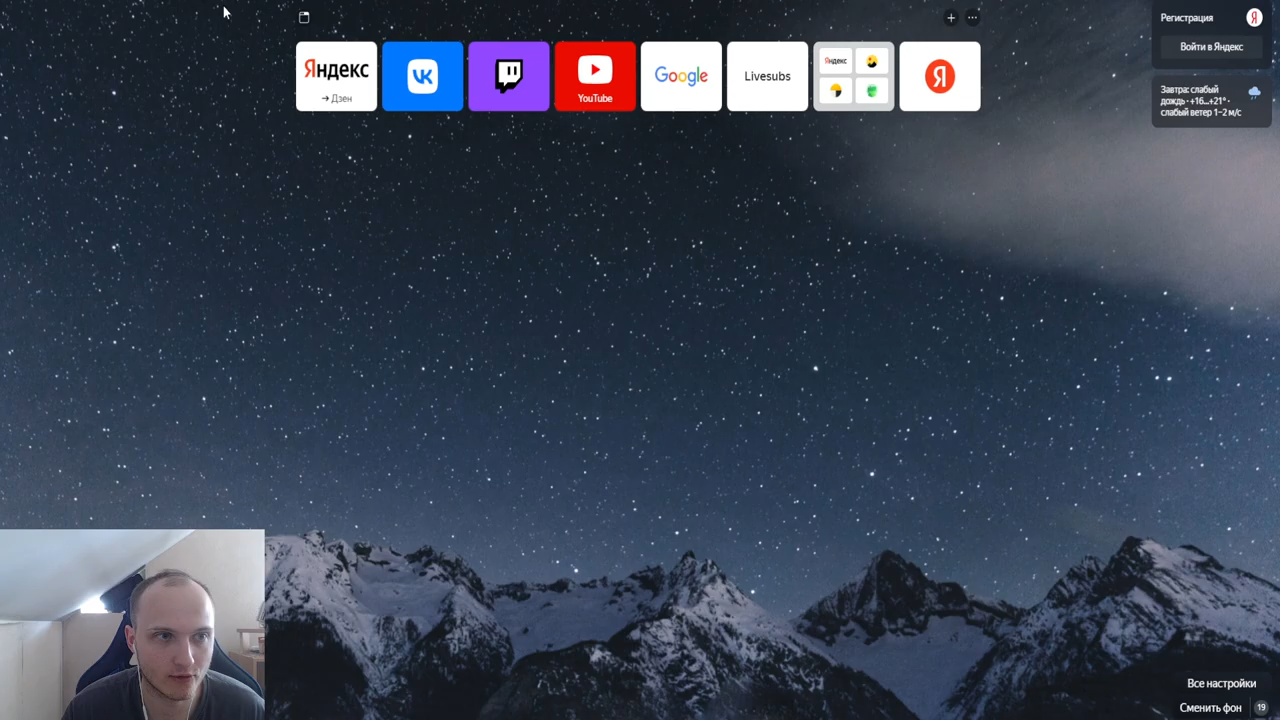 Регистрация
Я
Войти в Яндекс
Яндекс
→ Дзен
VK
YouTube
Google
Livesubs
Яндекс
Я
Завтра: слабый
дождь · +16...+21° ·
слабый ветер 1–2 м/с
Все настройки
Сменить фон
19